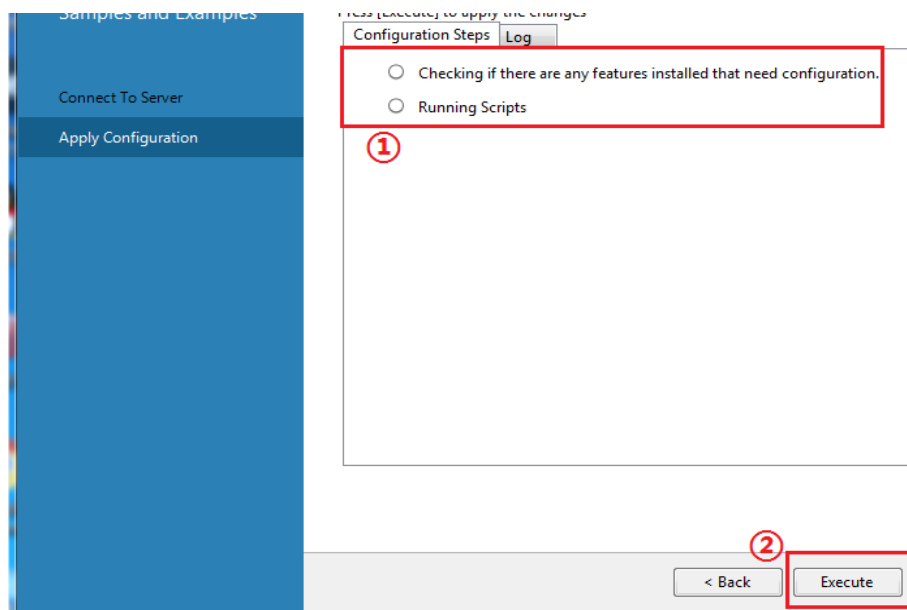 Samples and Examples
Press [Execute] to apply the changes
Configuration Steps Log
Checking if there are any features installed that need configuration.
Connect To Server
Running Scripts
Apply Configuration
①
②
< Back Execute